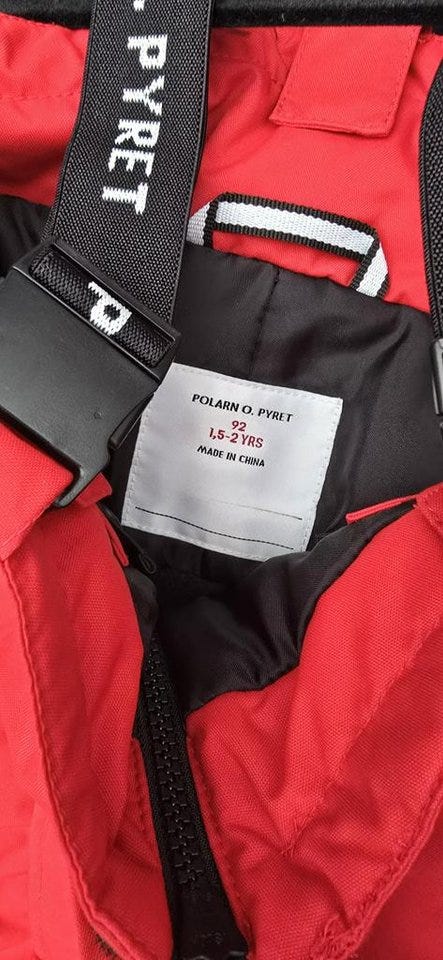 . PYRET
P
POLARN O. PYRET
92
1,5-2 YRS
MADE IN CHINA